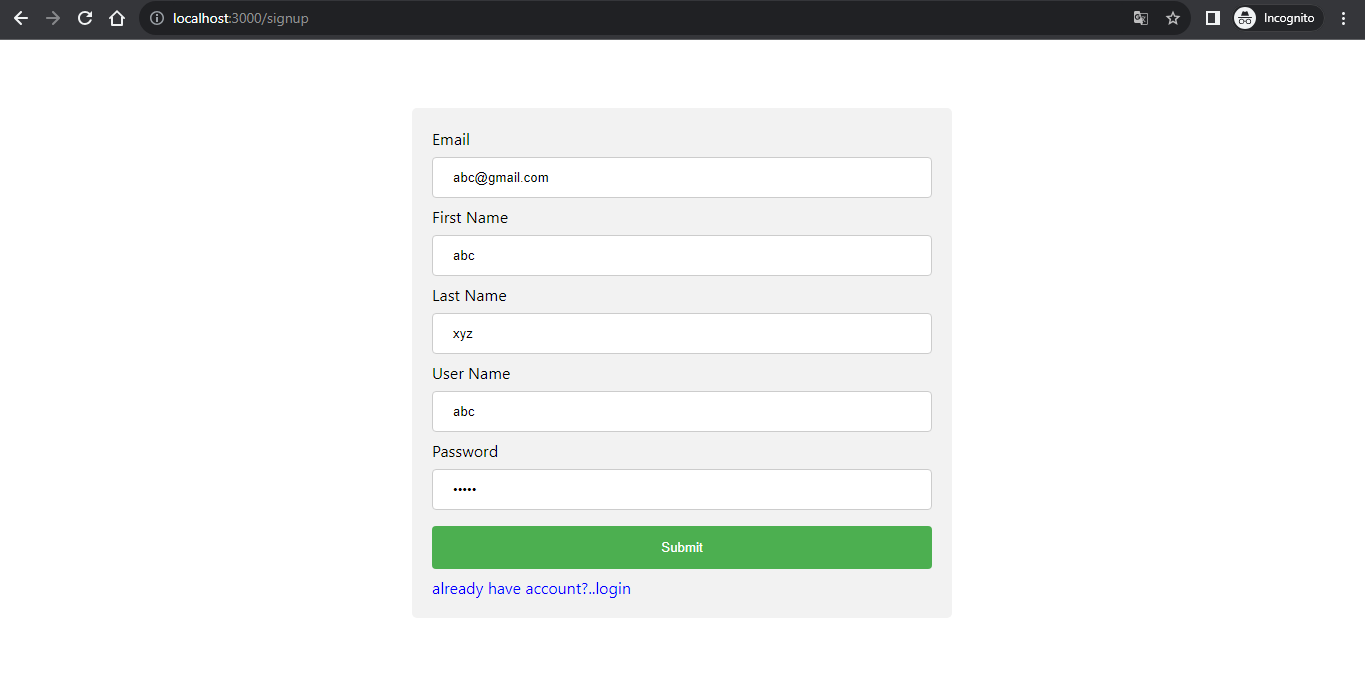 localhost:3000/signup
Incognito
Email
abc@gmail.com
First Name
abc
Last Name
xyz
User Name
abc
Password
•••••
Submit
already have account?..login